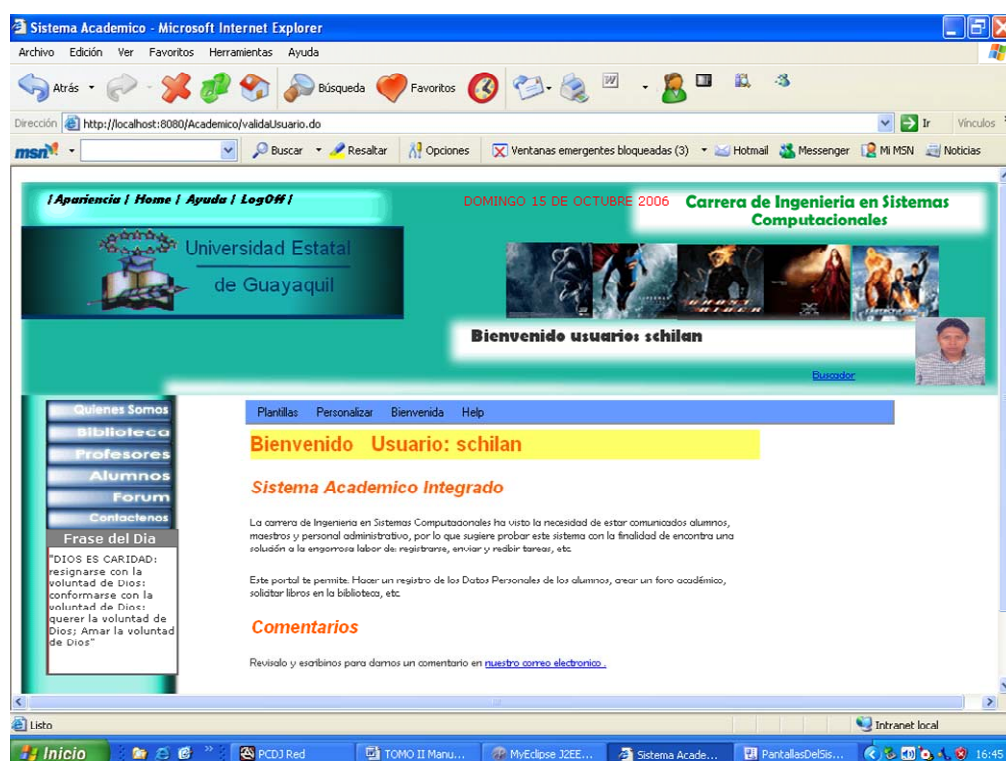 Sistema Academico - Microsoft Internet Explorer
Archivo Edición Ver Favoritos Herramientas Ayuda
Atrás Búsqueda Favoritos
Dirección http://localhost:8080/Academico/validaUsuario.do Ir Vínculos
msn Buscar Resaltar Opciones Ventanas emergentes bloqueadas (3) Hotmail Messenger Mi MSN Noticias
/ Apariencia / Home / Ayuda / LogOff /
DOMINGO 15 DE OCTUBRE 2006
Carrera de Ingenieria en Sistemas
Computacionales
Universidad Estatal
de Guayaquil
Bienvenido usuario: schilan
Buscador
Quienes Somos
Biblioteca
Profesores
Alumnos
Forum
Contactenos
Frase del Dia
"DIOS ES CARIDAD:
resignarse con la
voluntad de Dios:
conformarse con la
voluntad de Dios:
querer la voluntad de
Dios; Amar la voluntad
de Dios"
Plantillas Personalizar Bienvenida Help
Bienvenido Usuario: schilan
Sistema Academico Integrado
La carrera de Ingenieria en Sistemas Computacionales ha visto la necesidad de estar comunicados alumnos,
maestros y personal administrativo, por lo que sugiere probar este sistema con la finalidad de encontra una
solución a la engorrosa labor de: registrarse, enviar y recibir tareas, etc
Este portal te permite. Hacer un registro de los Datos Personales de los alumnos, crear un foro académico,
solicitar libros en la biblioteca, etc
Comentarios
Revisalo y escribinos para darnos un comentario en nuestro correo electronico .
Listo Intranet local
Inicio PCDJ Red TOMO II Manu... MyEclipse J2EE... Sistema Acade... PantallasDelSis... 16:45